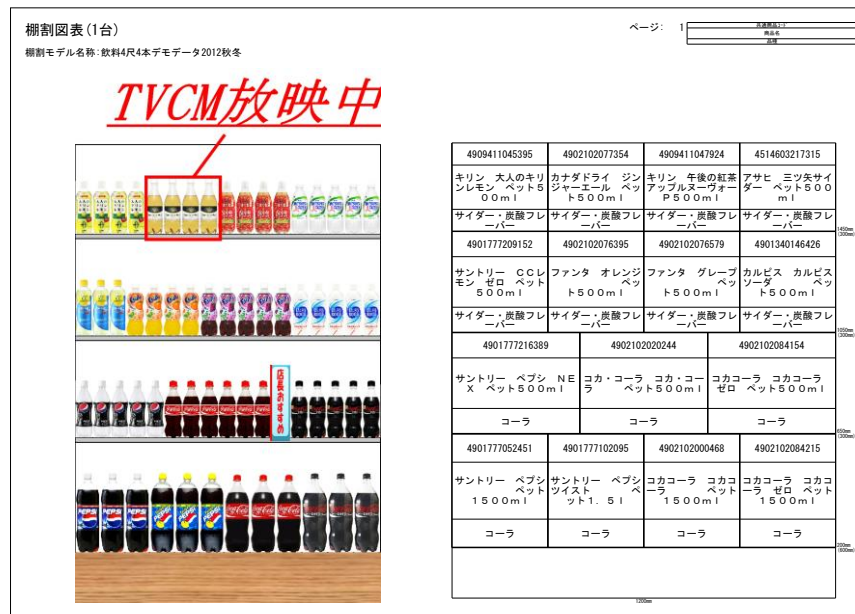 棚割図表(1台)
棚割モデル名称:飲料4尺4本デモデータ2012秋冬
ページ: 1
商品名
品種
TVCM放映中
4909411045395 4902102077354 4909411047924 4514603217315
キリン 大人のキリンレモン ペット500ml
カナダドライ ジンジャーエール ペット500ml
キリン 午後の紅茶アップルヌーヴォーP500ml
アサヒ 三ツ矢サイダー ペット500ml
サイダー・炭酸フレーバー サイダー・炭酸フレーバー サイダー・炭酸フレーバー サイダー・炭酸フレーバー
1450mm
(300mm)
4901777209152 4902102076395 4902102076579 4901340146426
サントリー CCレモン ゼロ ペット500ml
ファンタ オレンジ ペット500ml
ファンタ グレープ ペット500ml
カルピス カルピスソーダ ペット500ml
サイダー・炭酸フレーバー サイダー・炭酸フレーバー サイダー・炭酸フレーバー サイダー・炭酸フレーバー
1050mm
(300mm)
4901777216389 4902102020244 4902102084154
サントリー ペプシ NEX ペット500ml
コカ・コーラ コカ・コーラ ペット500ml
コカコーラ コカコーラ ゼロ ペット500ml
コーラ コーラ コーラ
650mm
(300mm)
4901777052451 4901777102095 4902102000468 4902102084215
サントリー ペプシ ペット1500ml
サントリー ペプシツイスト ペット1.5l
コカコーラ コカコーラ ペット1500ml
コカコーラ コカコーラ ゼロ ペット1500ml
コーラ コーラ コーラ コーラ
200mm
(600mm)
1200mm